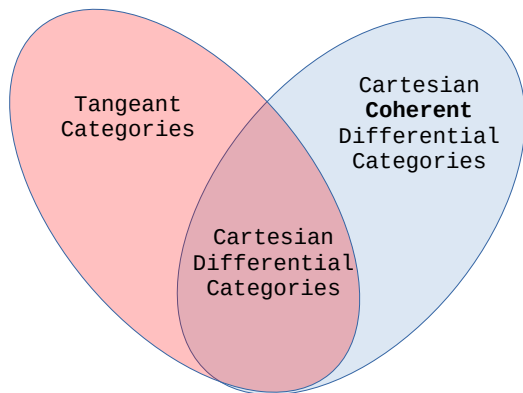 Tangeant
Categories
Cartesian
Coherent
Differential
Categories
Cartesian
Differential
Categories